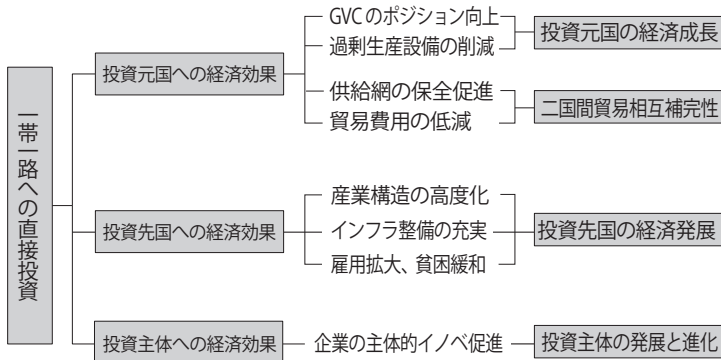 一帯一路への直接投資
投資元国への経済効果
GVCのポジション向上
過剰生産設備の削減
投資元国の経済成長
供給網の保全促進
貿易費用の低減
二国間貿易相互補完性
投資先国への経済効果
産業構造の高度化
インフラ整備の充実
雇用拡大、貧困緩和
投資先国の経済発展
投資主体への経済効果
企業の主体的イノベ促進
投資主体の発展と進化